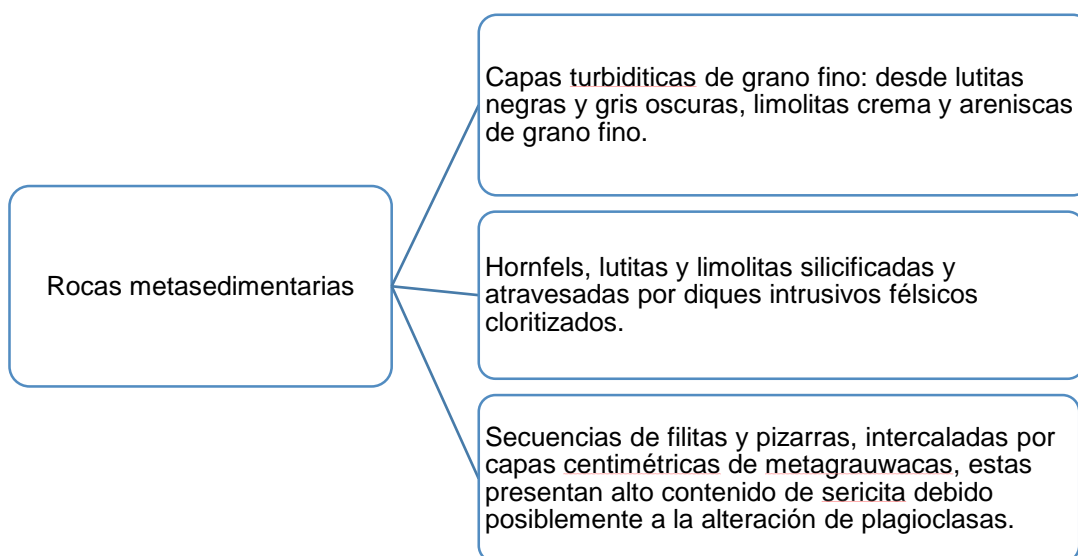 Rocas metasedimentarias
Capas turbiditicas de grano fino: desde lutitas
negras y gris oscuras, limolitas crema y areniscas
de grano fino.
Hornfels, lutitas y limolitas silicificadas y
atravesadas por diques intrusivos félsicos
cloritizados.
Secuencias de filitas y pizarras, intercaladas por
capas centimétricas de metagrauwacas, estas
presentan alto contenido de sericita debido
posiblemente a la alteración de plagioclasas.